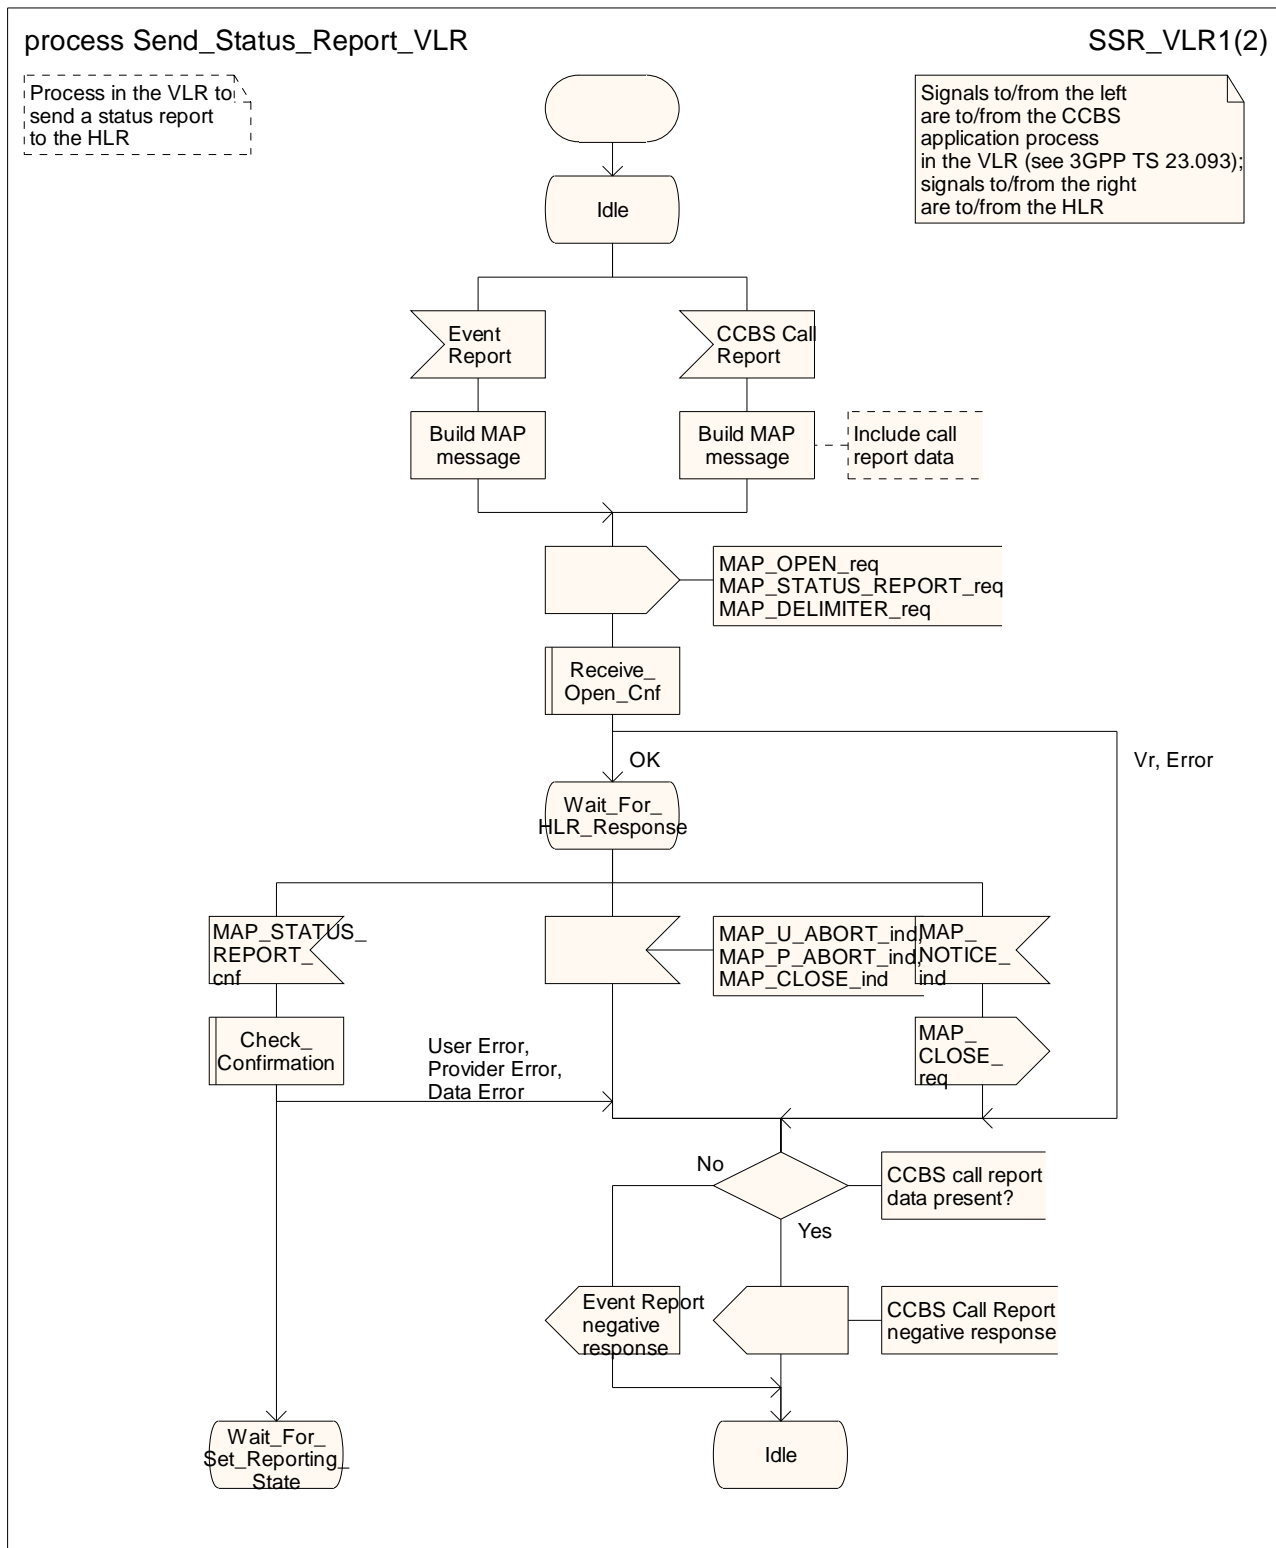 process Send_Status_Report_VLR
SSR_VLR1(2)
Process in the VLR to
send a status report
to the HLR
Signals to/from the left
are to/from the CCBS
application process
in the VLR (see 3GPP TS 23.093);
signals to/from the right
are to/from the HLR
Idle
Event
Report
CCBS Call
Report
Build MAP
message
Build MAP
message
Include call
report data
MAP_OPEN_req
MAP_STATUS_REPORT_req
MAP_DELIMITER_req
Receive_
Open_Cnf
OK
Vr, Error
Wait_For_
HLR_Response
MAP_STATUS_
REPORT_
cnf
MAP_U_ABORT_ind,
MAP_P_ABORT_ind,
MAP_CLOSE_ind
MAP_
NOTICE_
ind
Check_
Confirmation
User Error,
Provider Error,
Data Error
MAP_
CLOSE_
req
No
CCBS call report
data present?
Yes
Event Report
negative
response
CCBS Call Report
negative response
Wait_For_
Set_Reporting_
State
Idle